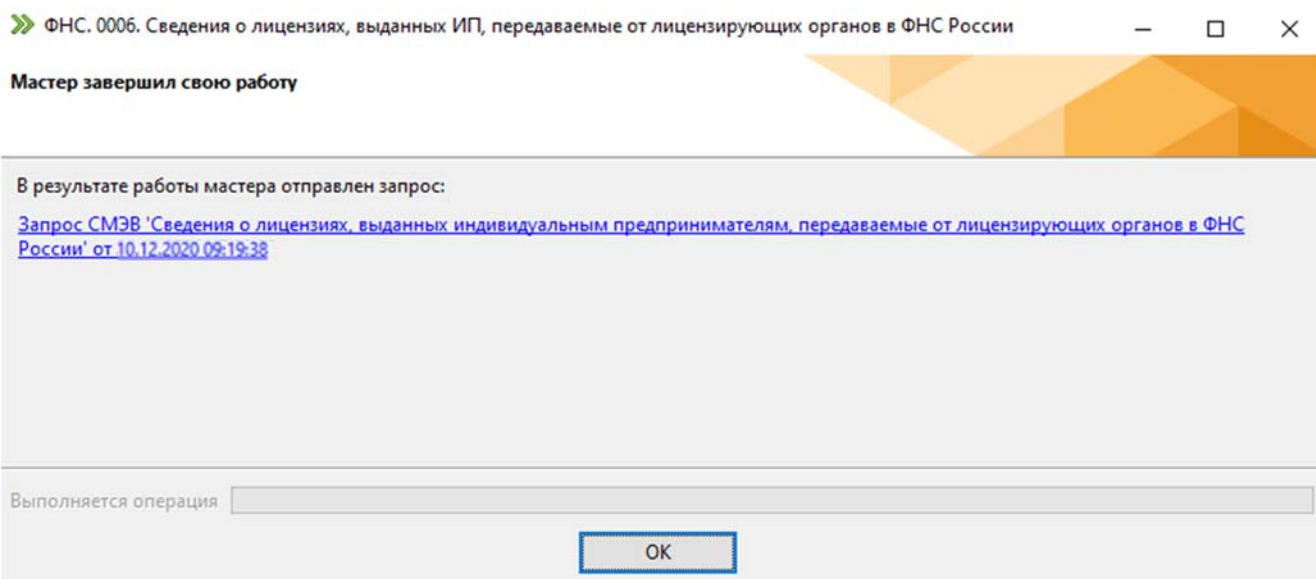 ФНС. 0006. Сведения о лицензиях, выданных ИП, передаваемые от лицензирующих органов в ФНС России
Мастер завершил свою работу
В результате работы мастера отправлен запрос:
Запрос СМЭВ 'Сведения о лицензиях, выданных индивидуальным предпринимателям, передаваемые от лицензирующих органов в ФНС
России' от 10.12.2020 09:19:38
Выполняется операция
ОК